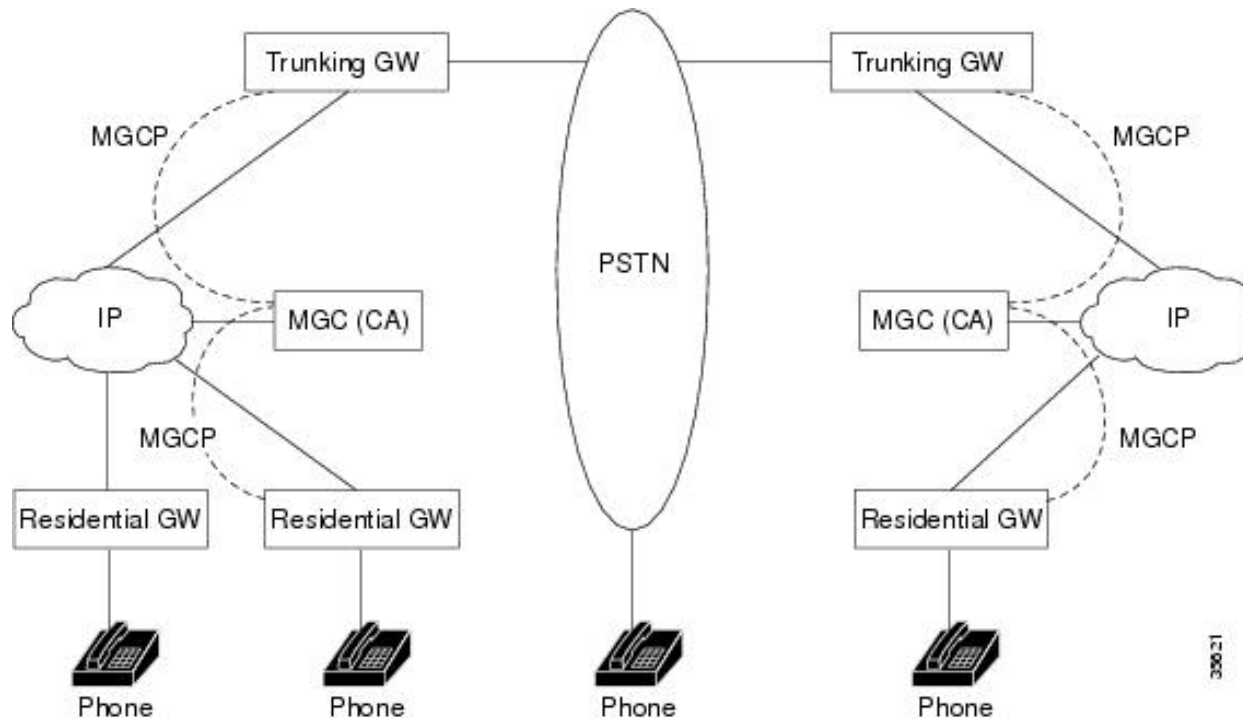 Trunking GW
Trunking GW
MGCP
MGCP
PSTN
IP
MGC (CA)
MGC (CA)
IP
MGCP
MGCP
Residential GW
Residential GW
Residential GW
Phone
Phone
Phone
Phone
35621